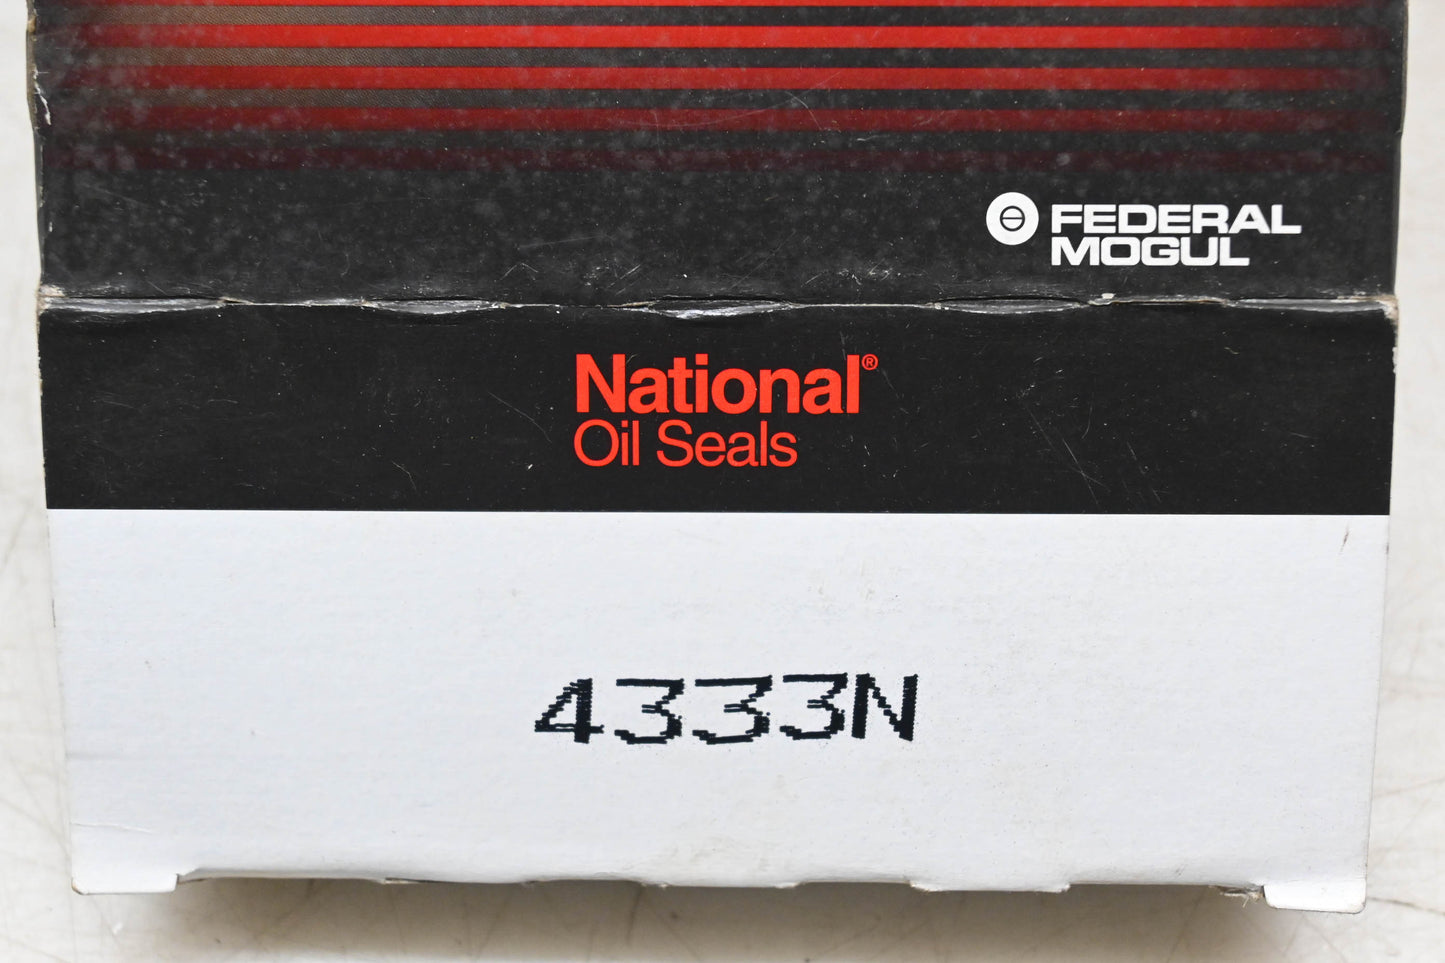 FEDERAL
MOGUL
National®
Oil Seals
4333N